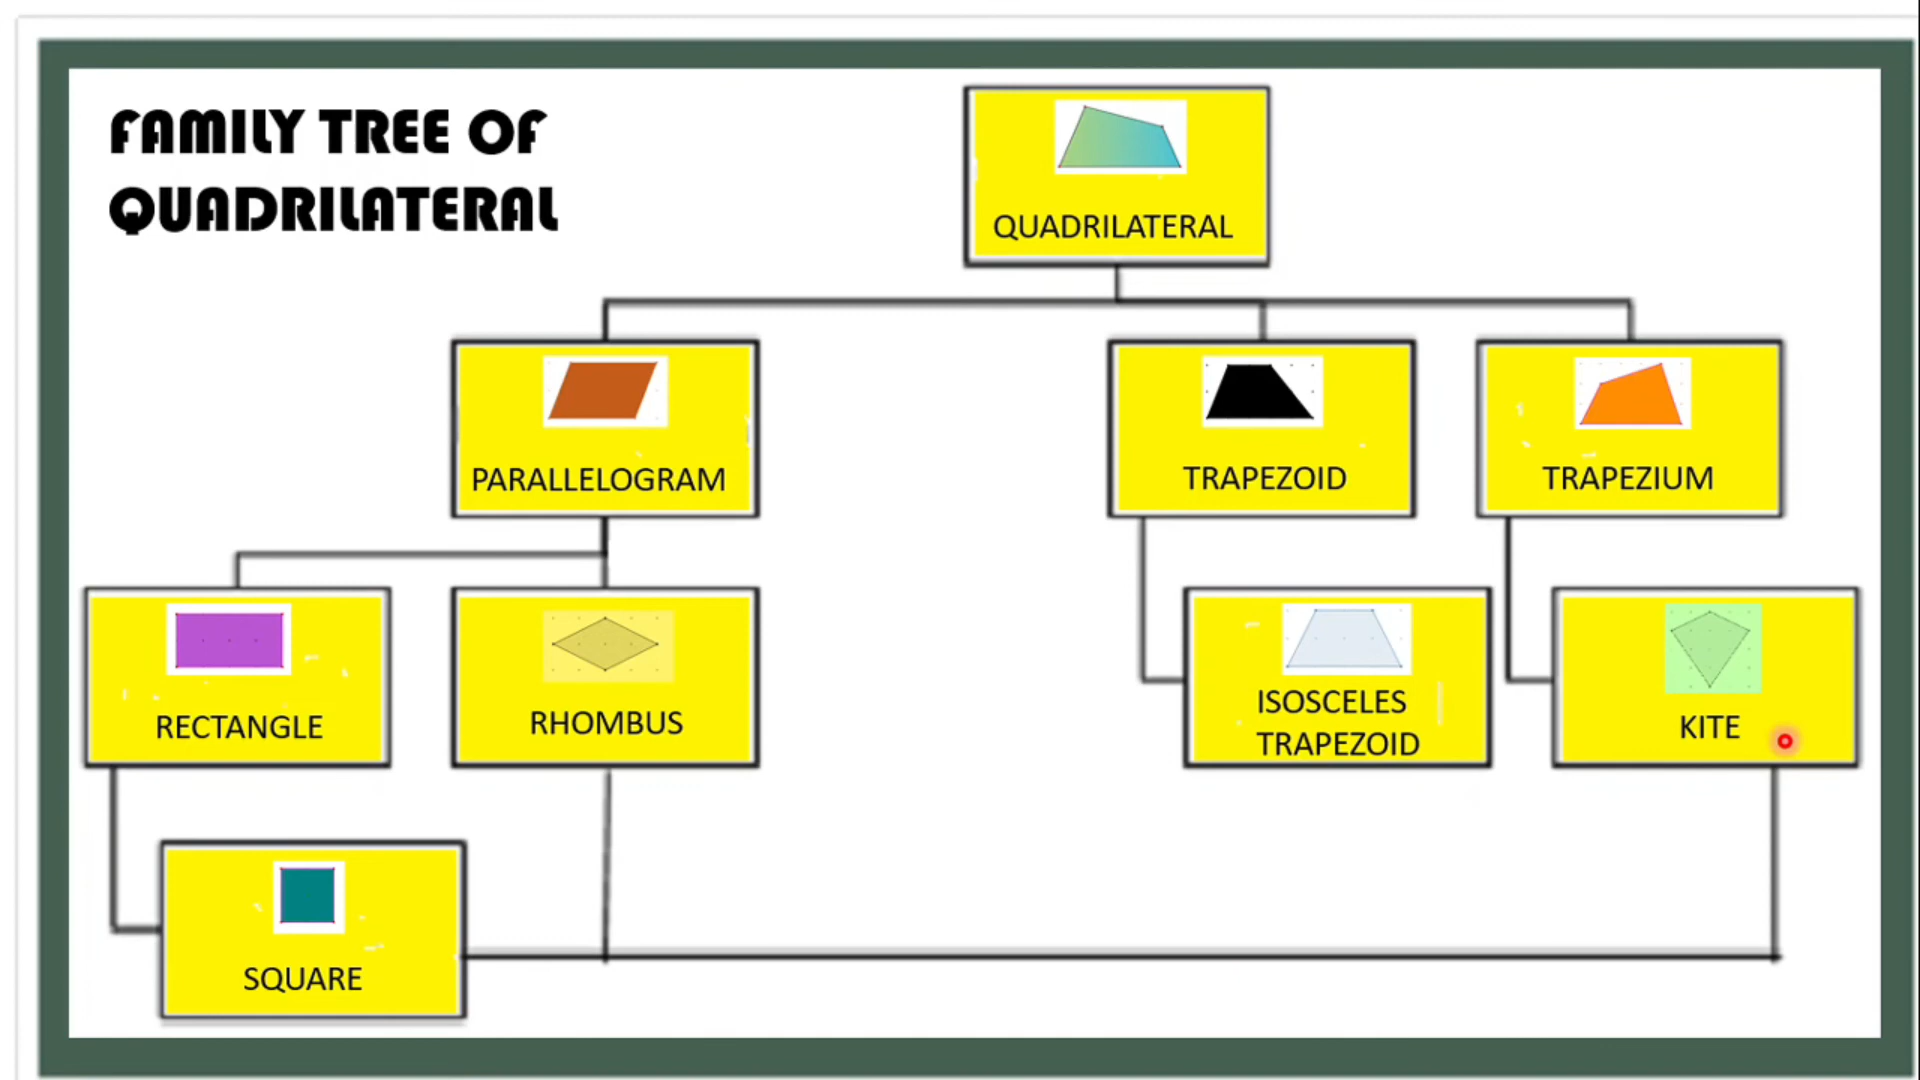 FAMILY TREE OF
QUADRILATERAL
QUADRILATERAL
PARALLELOGRAM
TRAPEZOID
TRAPEZIUM
RECTANGLE
RHOMBUS
ISOSCELES
TRAPEZOID
KITE
SQUARE